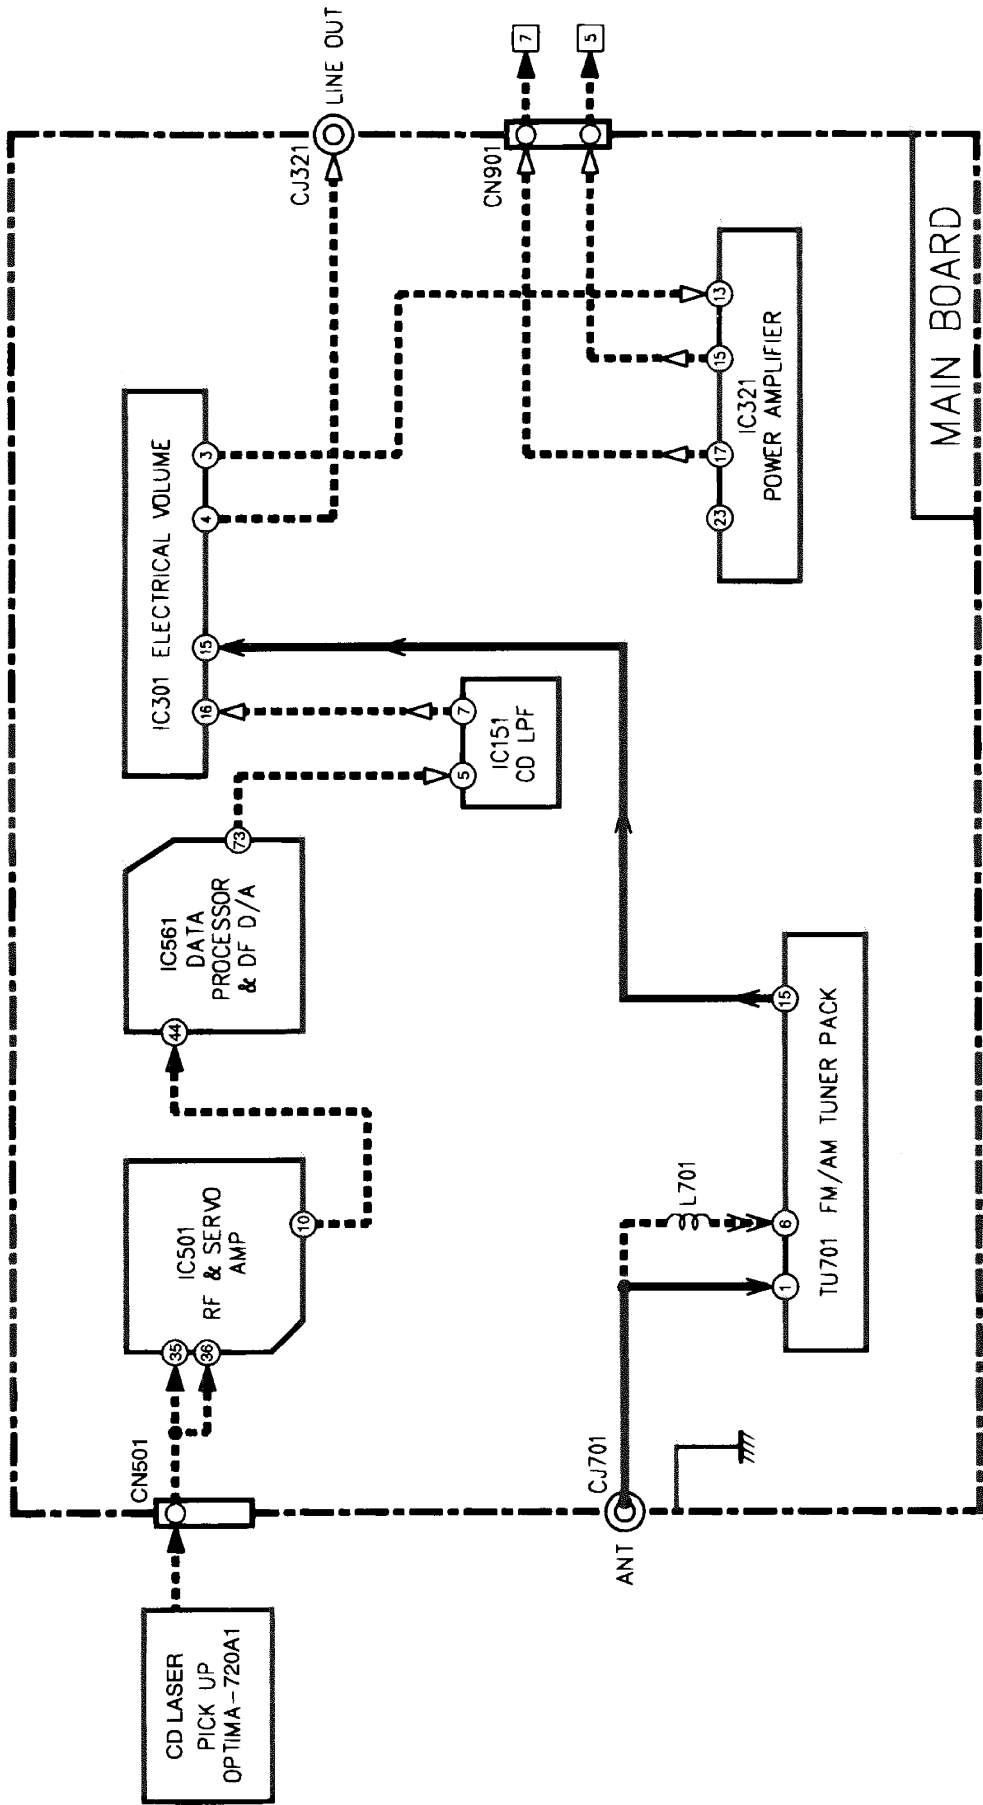 CD LASER
PICK UP
OPTIMA-720A1
CN501
35
36
IC501
RF & SERVO
AMP
10
44
IC561
DATA
PROCESSOR
& DF D/A
73
5
7
IC151
CD LPF
IC301 ELECTRICAL VOLUME
16
15
4
3
CJ321
LINE OUT
CN901
7
5
ANT
CJ701
L701
1
6
15
TU701 FM/AM TUNER PACK
23
17
15
13
IC321
POWER AMPLIFIER
MAIN BOARD